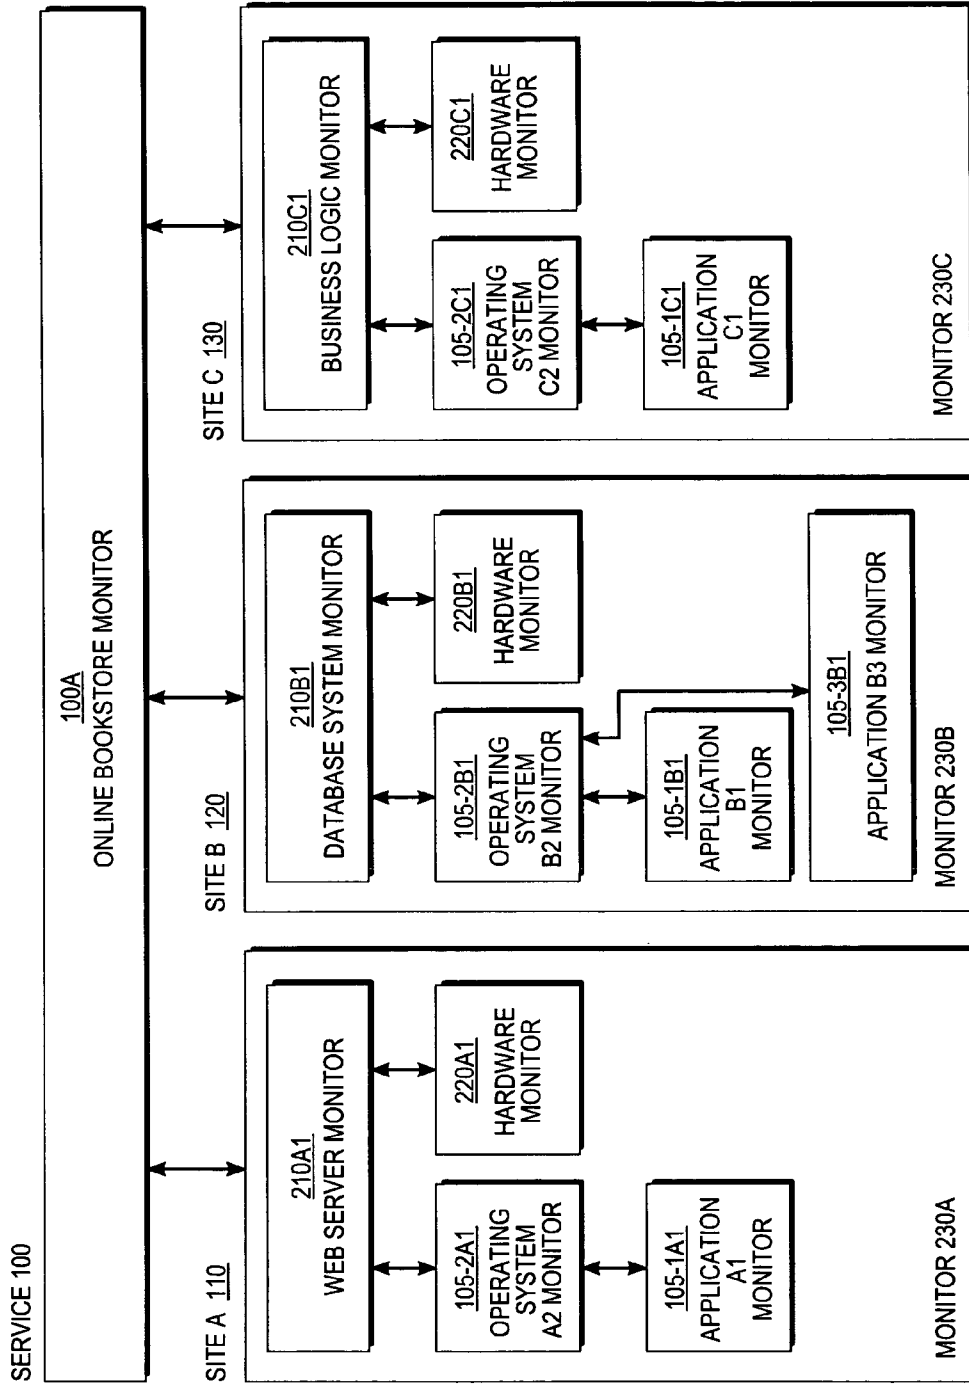 SERVICE 100
100A
ONLINE BOOKSTORE MONITOR
SITE A 110
210A1
WEB SERVER MONITOR
105-2A1
OPERATING
SYSTEM
A2 MONITOR
220A1
HARDWARE
MONITOR
105-1A1
APPLICATION
A1
MONITOR
MONITOR 230A
SITE B 120
210B1
DATABASE SYSTEM MONITOR
105-2B1
OPERATING
SYSTEM
B2 MONITOR
220B1
HARDWARE
MONITOR
105-1B1
APPLICATION
B1
MONITOR
105-3B1
APPLICATION B3 MONITOR
MONITOR 230B
SITE C 130
210C1
BUSINESS LOGIC MONITOR
105-2C1
OPERATING
SYSTEM
C2 MONITOR
220C1
HARDWARE
MONITOR
105-1C1
APPLICATION
C1
MONITOR
MONITOR 230C